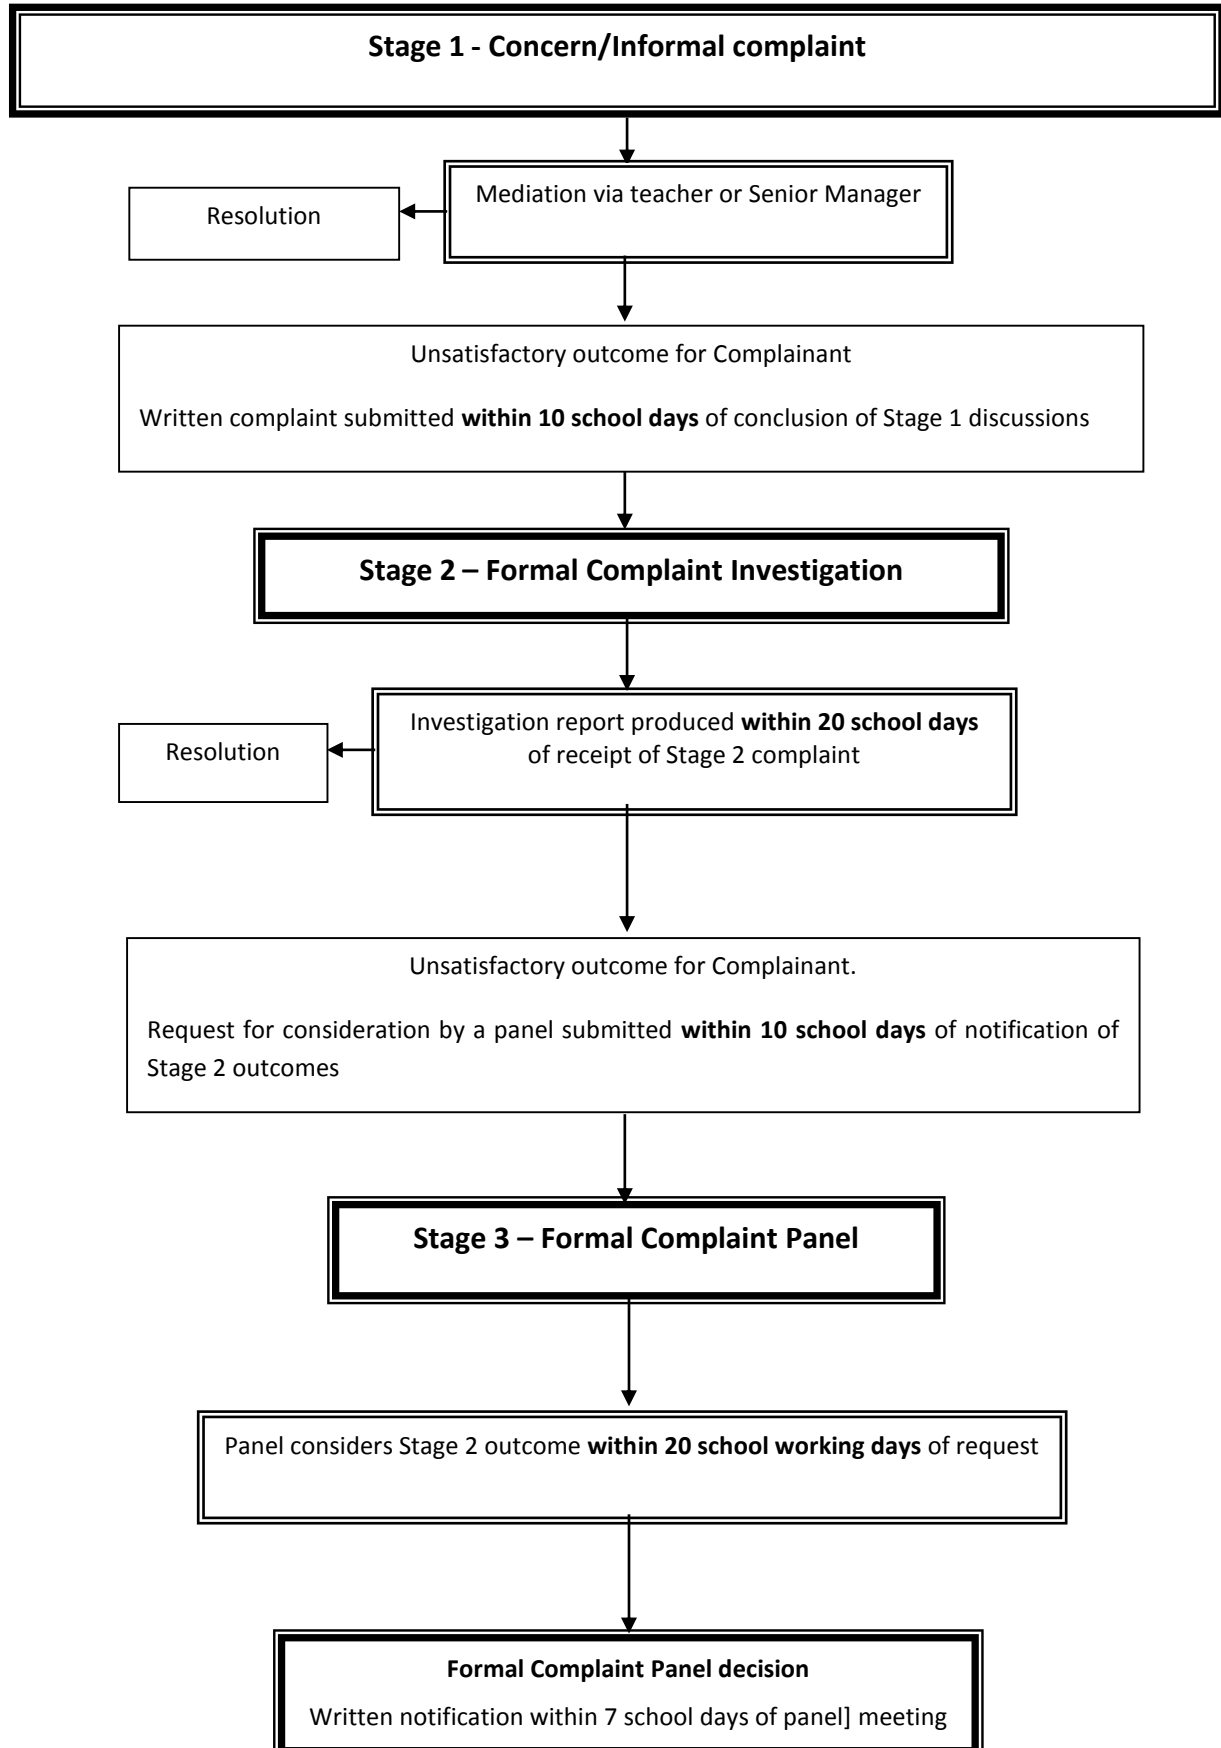 Stage 1 - Concern/Informal complaint
Mediation via teacher or Senior Manager
Resolution
Unsatisfactory outcome for Complainant
Written complaint submitted within 10 school days of conclusion of Stage 1 discussions
Stage 2 – Formal Complaint Investigation
Investigation report produced within 20 school days
of receipt of Stage 2 complaint
Resolution
Unsatisfactory outcome for Complainant.
Request for consideration by a panel submitted within 10 school days of notification of
Stage 2 outcomes
Stage 3 – Formal Complaint Panel
Panel considers Stage 2 outcome within 20 school working days of request
Formal Complaint Panel decision
Written notification within 7 school days of panel] meeting